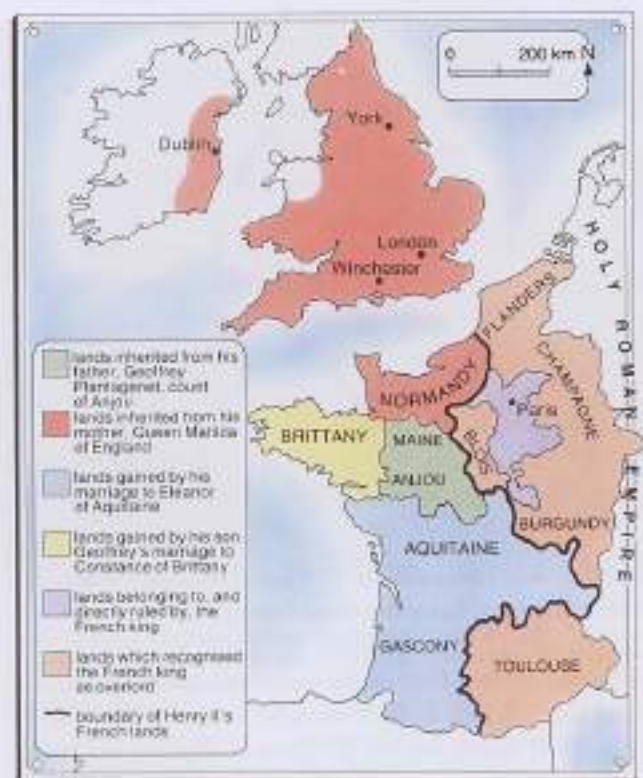 0 200 km N
York
Dublin
London
Winchester
HOLY ROMAN EMPIRE
FLANDERS
CHAMPAGNE
NORMANDY
Paris
BLOIS
BRITTANY
MAINE
ANJOU
BURGUNDY
AQUITAINE
GASCONY
TOULOUSE
lands inherited from his
father, Geoffrey
Plantagenet, count
of Anjou
lands inherited from his
mother, Queen Matilda
of England
lands gained by his
marriage to Eleanor
of Aquitaine
lands gained by his son
Geoffrey's marriage to
Constance of Brittany
lands belonging to, and
directly ruled by, the
French king
lands which recognised
the French king
as overlord
boundary of Henry II's
French lands